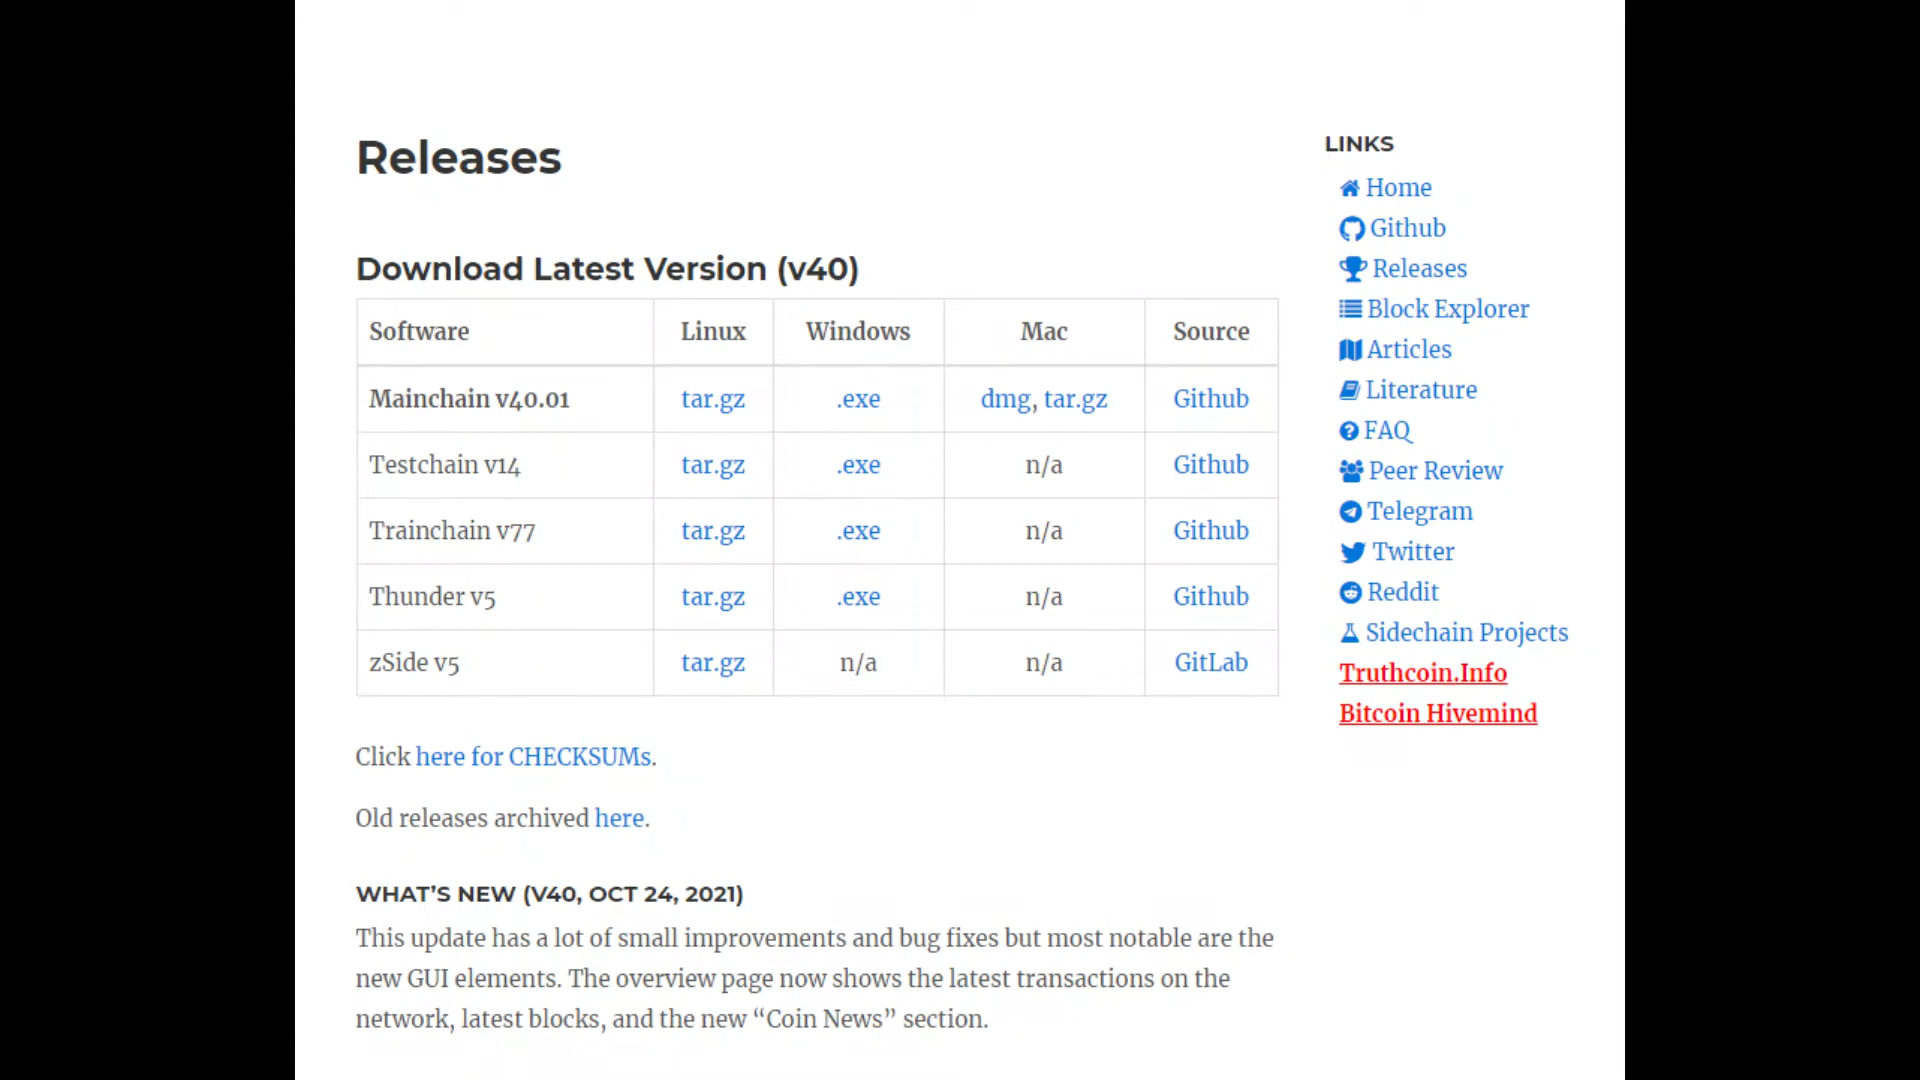 Releases
Download Latest Version (v40)
Software Linux Windows Mac Source
Mainchain v40.01 tar.gz .exe dmg, tar.gz Github
Testchain v14 tar.gz .exe n/a Github
Trainchain v77 tar.gz .exe n/a Github
Thunder v5 tar.gz .exe n/a Github
zSide v5 tar.gz n/a n/a GitLab
Click here for CHECKSUMs.
Old releases archived here.
WHAT’S NEW (V40, OCT 24, 2021)
This update has a lot of small improvements and bug fixes but most notable are the
new GUI elements. The overview page now shows the latest transactions on the
network, latest blocks, and the new “Coin News” section.
LINKS
Home
Github
Releases
Block Explorer
Articles
Literature
FAQ
Peer Review
Telegram
Twitter
Reddit
Sidechain Projects
Truthcoin.Info
Bitcoin Hivemind